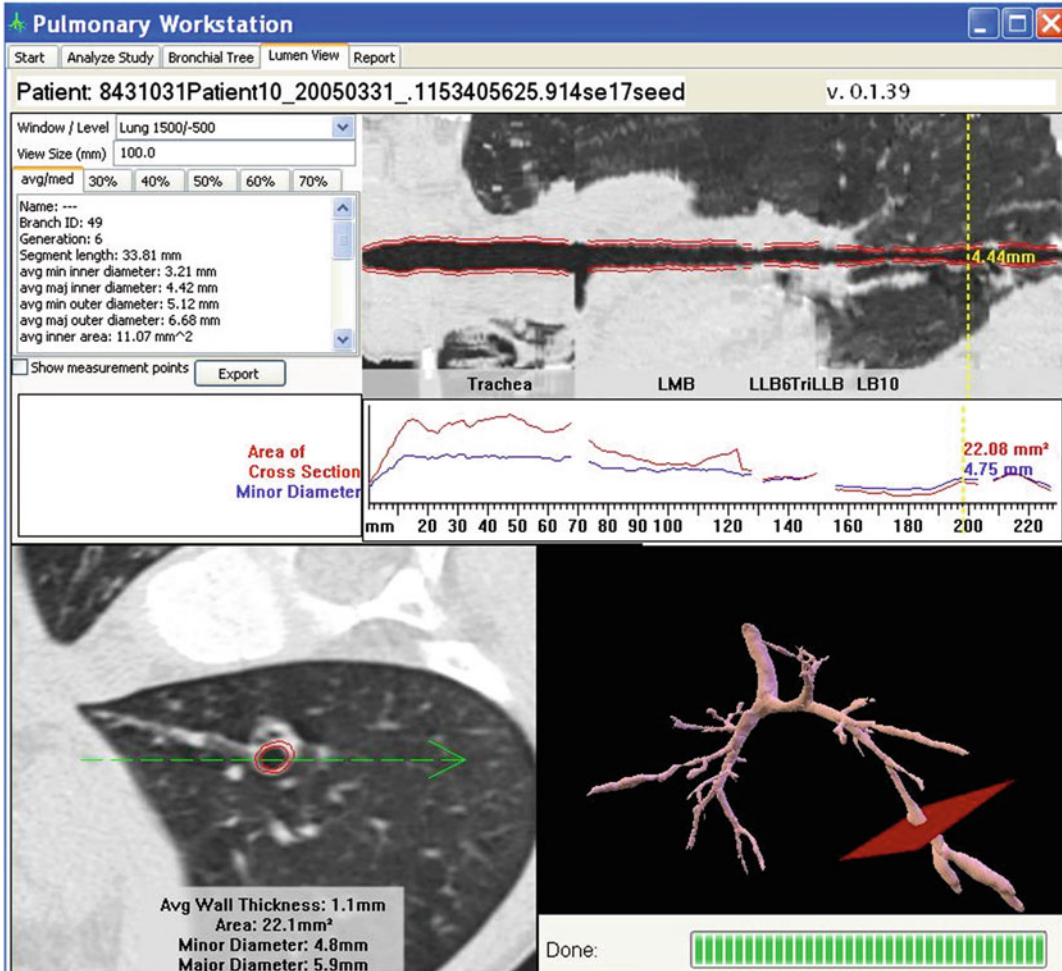 Pulmonary Workstation
Start Analyze Study Bronchial Tree Lumen View Report
Patient: 8431031Patient10_20050331_.1153405625.914se17seed v. 0.1.39
Window / Level Lung 1500/-500
View Size (mm) 100.0
avg/med 30% 40% 50% 60% 70%
Name: ---
Branch ID: 49
Generation: 6
Segment length: 33.81 mm
avg min inner diameter: 3.21 mm
avg maj inner diameter: 4.42 mm
avg min outer diameter: 5.12 mm
avg maj outer diameter: 6.68 mm
avg inner area: 11.07 mm^2
Show measurement points Export
4.44mm
Trachea LMB LLB6TriLLB LB10
Area of
Cross Section
Minor Diameter
22.08 mm²
4.75 mm
mm 20 30 40 50 60 70 80 90 100 120 140 160 180 200 220
Avg Wall Thickness: 1.1mm
Area: 22.1mm²
Minor Diameter: 4.8mm
Major Diameter: 5.9mm
Done: